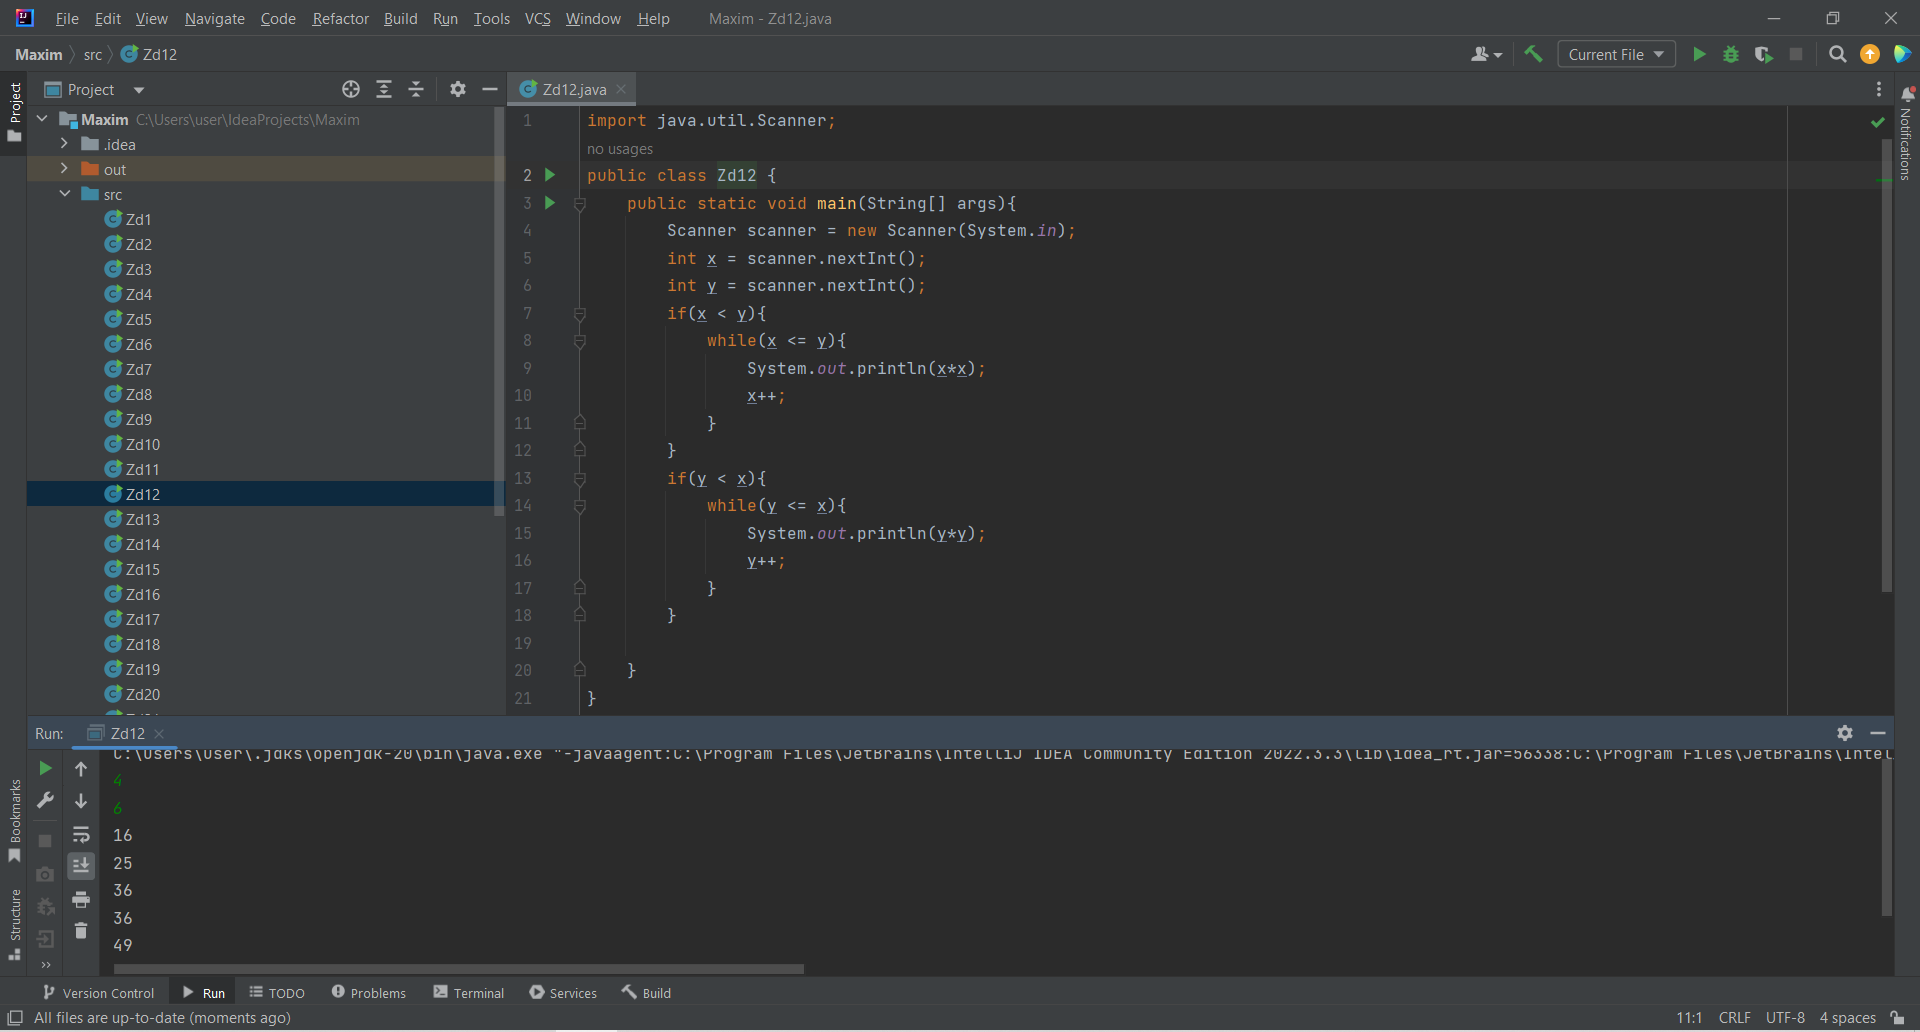 File Edit View Navigate Code Refactor Build Run Tools VCS Window Help Maxim - Zd12.java
Maxim src Zd12 Current File
Project Project Zd12.java
Maxim C:\Users\user\IdeaProjects\Maxim
.idea
out
src
Zd1
Zd2
Zd3
Zd4
Zd5
Zd6
Zd7
Zd8
Zd9
Zd10
Zd11
Zd12
Zd13
Zd14
Zd15
Zd16
Zd17
Zd18
Zd19
Zd20
1 import java.util.Scanner;
no usages
2 public class Zd12 {
3 public static void main(String[] args){
4 Scanner scanner = new Scanner(System.in);
5 int x = scanner.nextInt();
6 int y = scanner.nextInt();
7 if(x < y){
8 while(x <= y){
9 System.out.println(x*x);
10 x++;
11 }
12 }
13 if(y < x){
14 while(y <= x){
15 System.out.println(y*y);
16 y++;
17 }
18 }
19
20 }
21 }
Notifications
Run: Zd12
C:\Users\user\.jdks\openjdk-20\bin\java.exe "-javaagent:C:\Program Files\JetBrains\IntelliJ IDEA Community Edition 2022.3.3\lib\idea_rt.jar=56338:C:\Program Files\JetBrains\Intel
4
6
16
25
36
36
49
Bookmarks
Structure
Version Control Run TODO Problems Terminal Services Build
All files are up-to-date (moments ago) 11:1 CRLF UTF-8 4 spaces